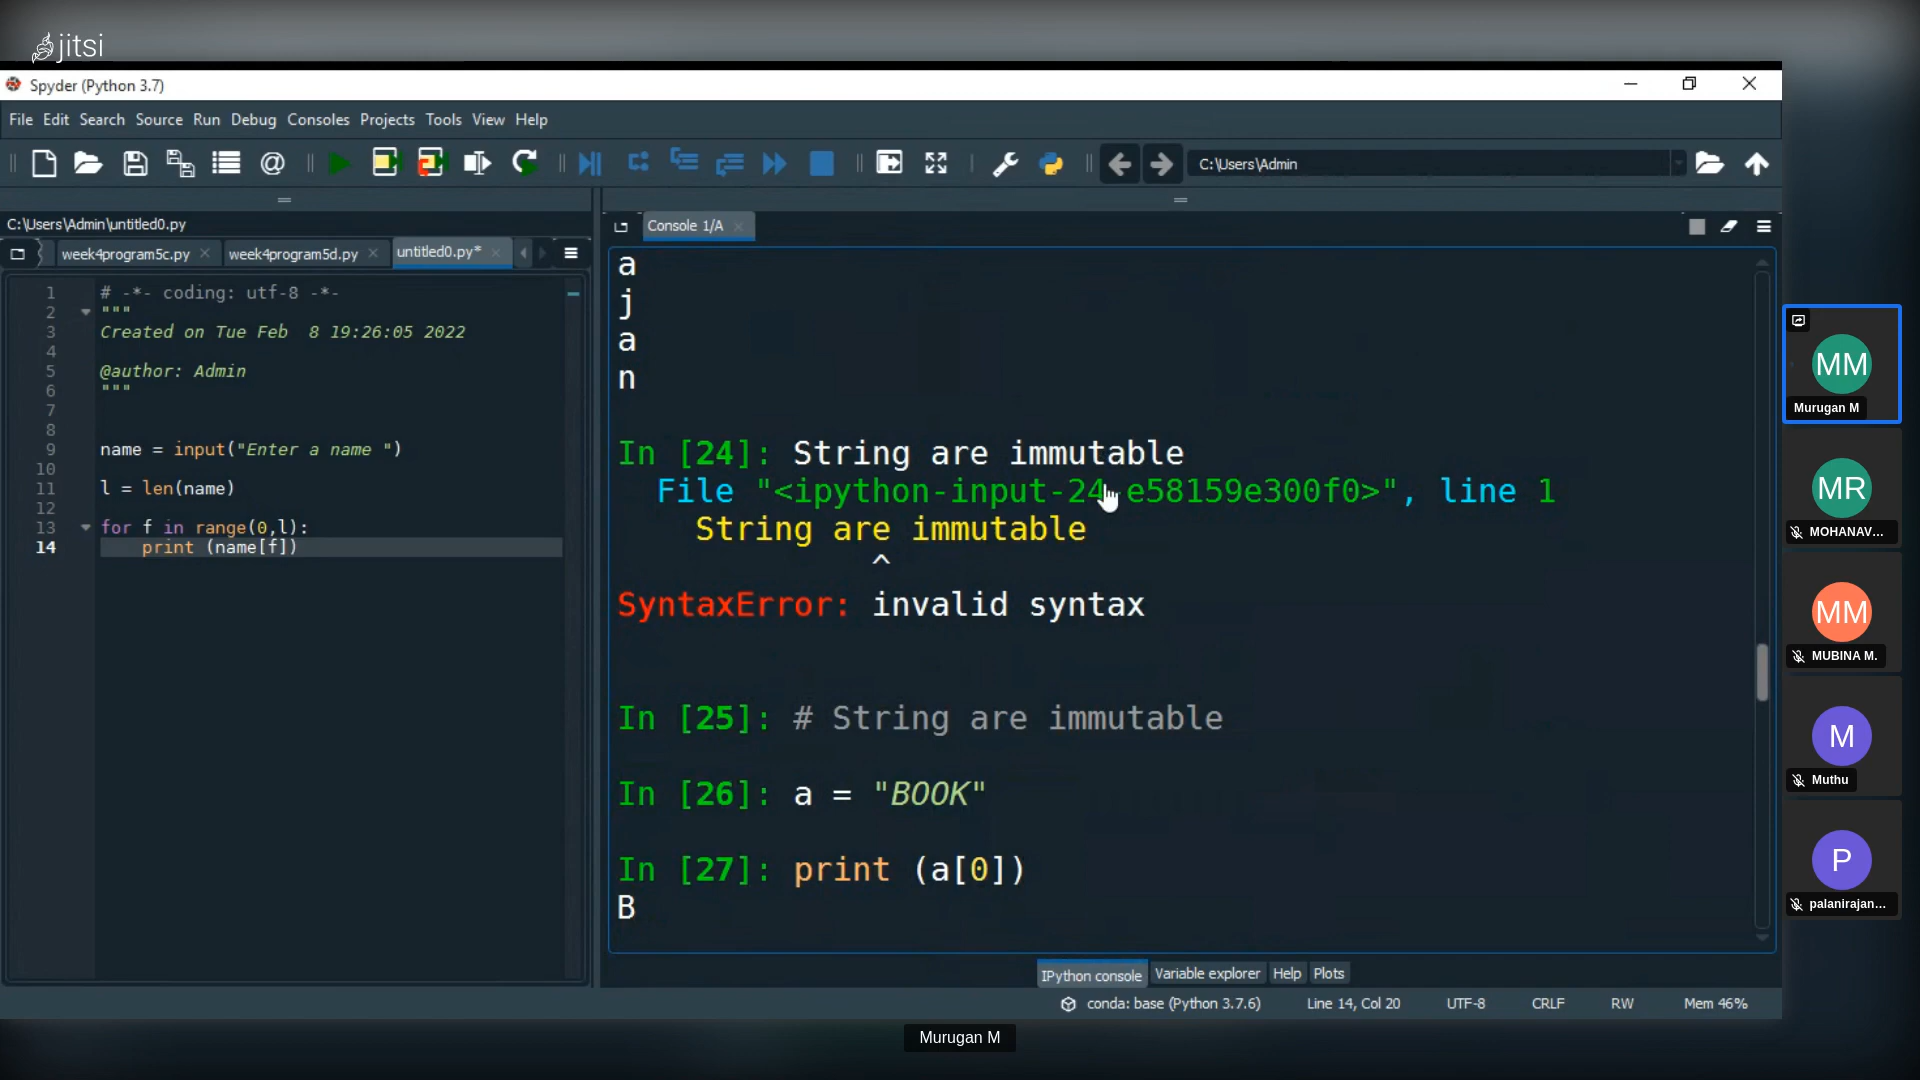 jitsi
Spyder (Python 3.7)
File Edit Search Source Run Debug Consoles Projects Tools View Help
C:\Users\Admin
C:\Users\Admin\untitled0.py
week4program5c.py
week4program5d.py
untitled0.py*
1 # -*- coding: utf-8 -*-
2 """
3 Created on Tue Feb  8 19:26:05 2022
4
5 @author: Admin
6 """
7
8
9 name = input("Enter a name ")
10
11 l = len(name)
12
13 for f in range(0,l):
14     print (name[f])
Console 1/A
a
j
a
n
In [24]: String are immutable
File "<ipython-input-24-e58159e300f0>", line 1
String are immutable
^
SyntaxError: invalid syntax
In [25]: # String are immutable
In [26]: a = "BOOK"
In [27]: print (a[0])
B
IPython console Variable explorer Help Plots
conda: base (Python 3.7.6) Line 14, Col 20 UTF-8 CRLF RW Mem 46%
MM
Murugan M
MR
MOHANAV...
MM
MUBINA M.
M
Muthu
P
palanirajan...
Murugan M